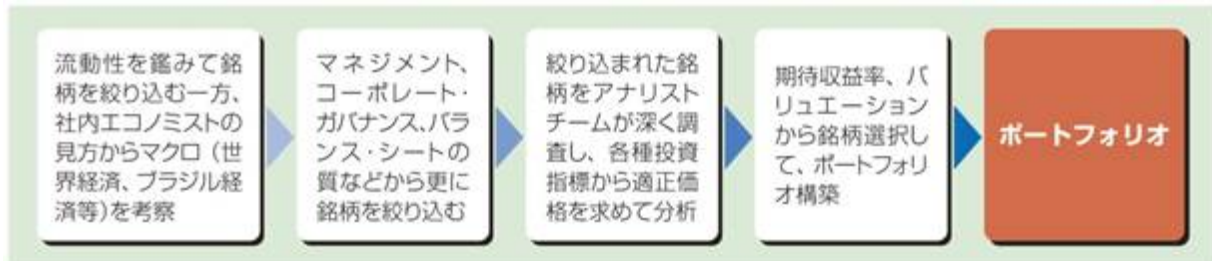 流動性を鑑みて銘
柄を絞り込む一方、
社内エコノミストの
見方からマクロ（世
界経済、ブラジル経
済等）を考察
マネジメント、
コーポレート・
ガバナンス、バラ
ンス・シートの
質などから更に
銘柄を絞り込む
絞り込まれた銘
柄をアナリスト
チームが深く調
査し、各種投資
指標から適正価
格を求めて分析
期待収益率、バ
リュエーション
から銘柄選択し
て、ポートフォリ
オ構築
ポートフォリオ